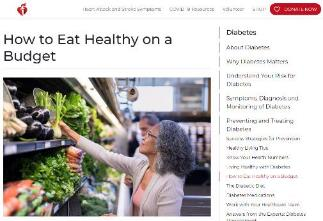 Heart Attack and Stroke Symptoms
COVID-19 Resources
Volunteer
SHOP
DONATE NOW
How to Eat Healthy on a
Budget
Diabetes
About Diabetes
Why Diabetes Matters
Understand Your Risk for
Diabetes
Symptoms, Diagnosis and
Monitoring of Diabetes
Preventing and Treating
Diabetes
Success Strategies for Prevention
Healthy Living Tips
Know Your Health Numbers
Living Healthy with Diabetes
How to Eat Healthy on a Budget
The Diabetic Diet
Diabetes Medications
Work with Your Healthcare Team
Answers from the Experts: Diabetes